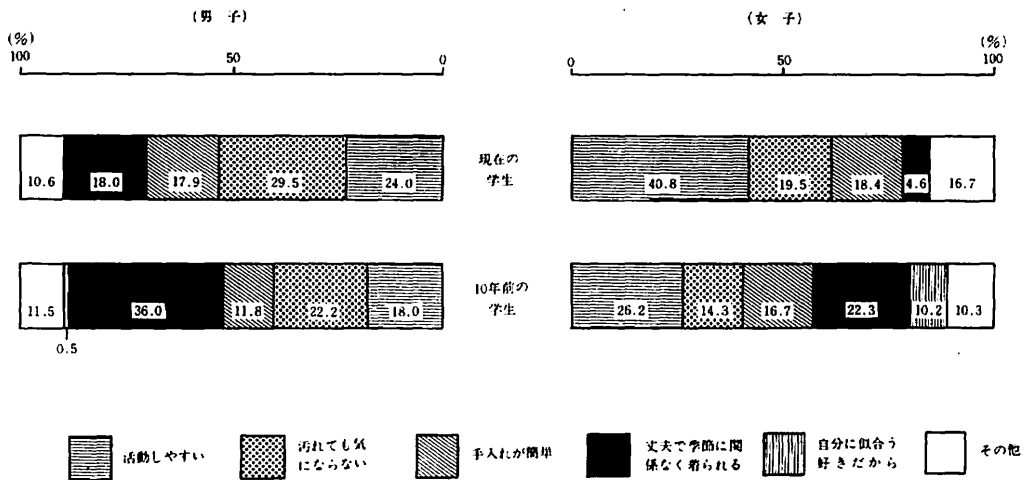 (男 子)
(女 子)
(%)
100
50
0
0
50
(%)
100
現在の
学生
10.6
18.0
17.9
29.5
24.0
40.8
19.5
18.4
4.6
16.7
10年前の
学生
11.5
0.5
36.0
11.8
22.2
18.0
26.2
14.3
16.7
22.3
10.2
10.3
活動しやすい
汚れても気
にならない
手入れが簡単
丈夫で季節に関
係なく着られる
自分に似合う
好きだから
その他